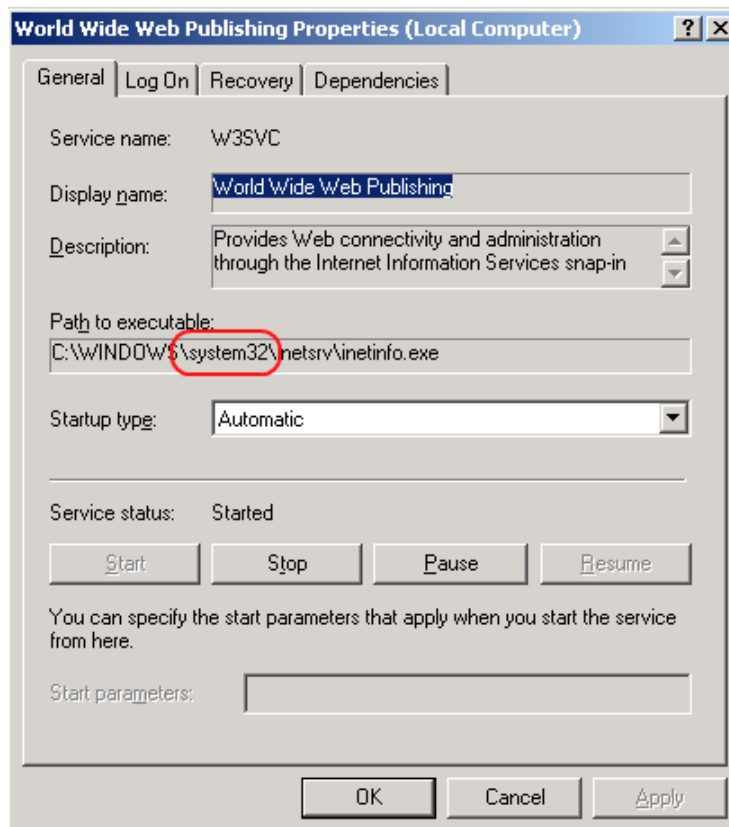 World Wide Web Publishing Properties (Local Computer)
General Log On Recovery Dependencies
Service name: W3SVC
Display name: World Wide Web Publishing
Description: Provides Web connectivity and administration
through the Internet Information Services snap-in
Path to executable:
C:\WINDOWS\system32\inetsrv\inetinfo.exe
Startup type: Automatic
Service status: Started
Start Stop Pause Resume
You can specify the start parameters that apply when you start the service
from here.
Start parameters:
OK Cancel Apply